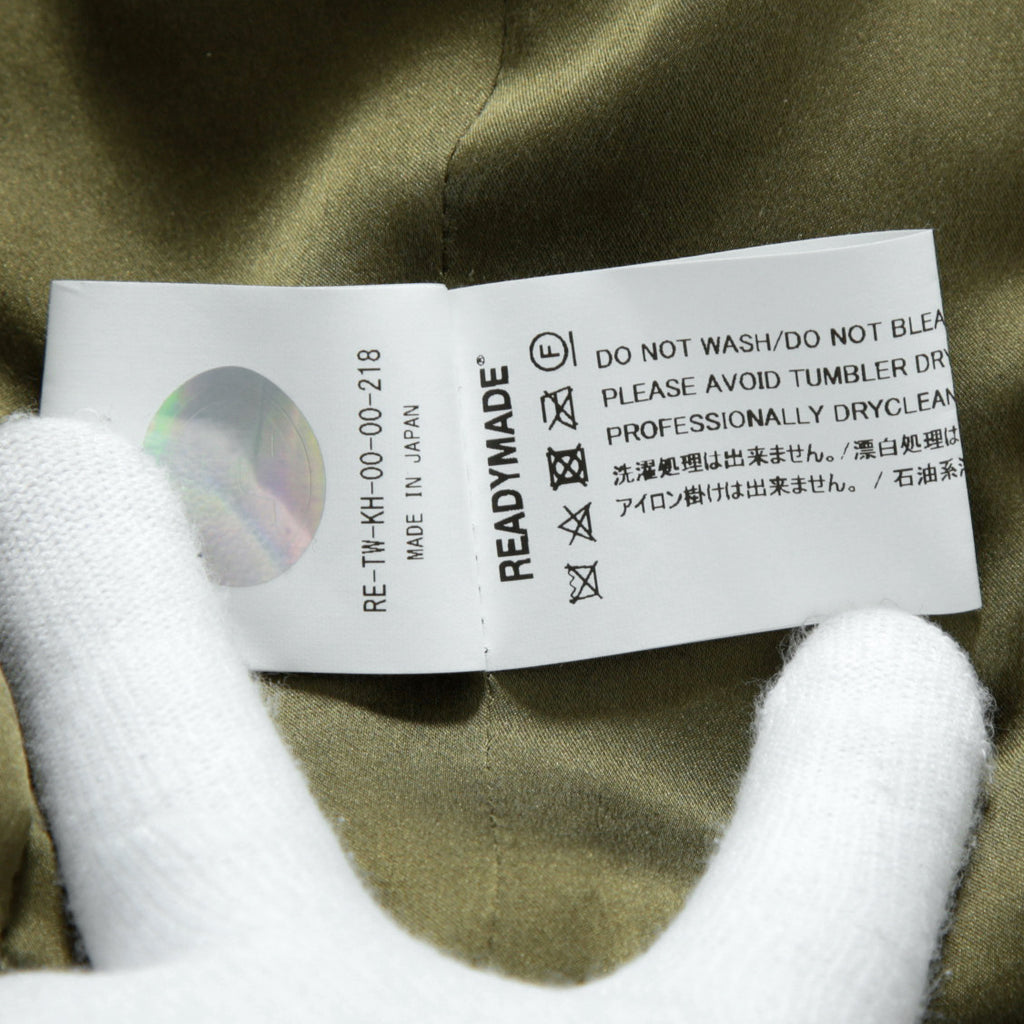 RE-TW-KH-00-00-218
MADE IN JAPAN
READYMADE®
F
DO NOT WASH/DO NOT BLEA
PLEASE AVOID TUMBLER DRY
PROFESSIONALLY DRYCLEAN
洗濯処理は出来ません。/漂白処理は
アイロン掛けは出来ません。 / 石油系